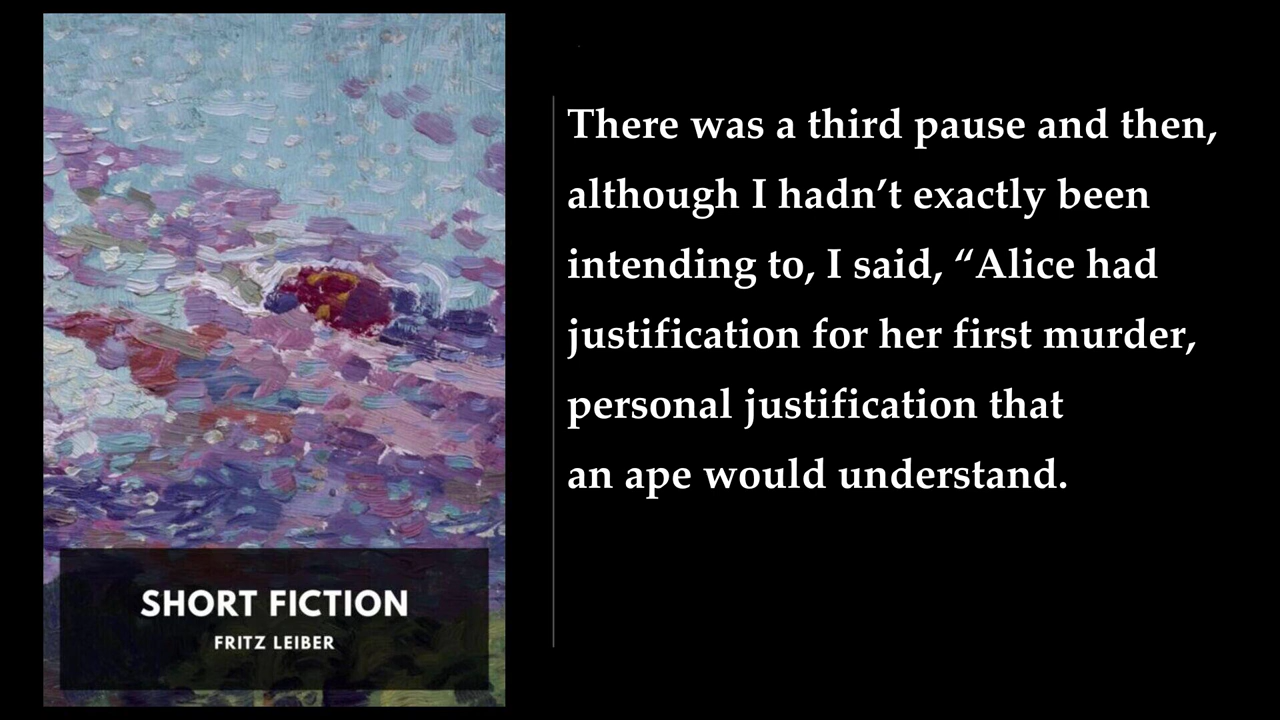 SHORT FICTION
FRITZ LEIBER
There was a third pause and then,
although I hadn’t exactly been
intending to, I said, “Alice had
justification for her first murder,
personal justification that
an ape would understand.